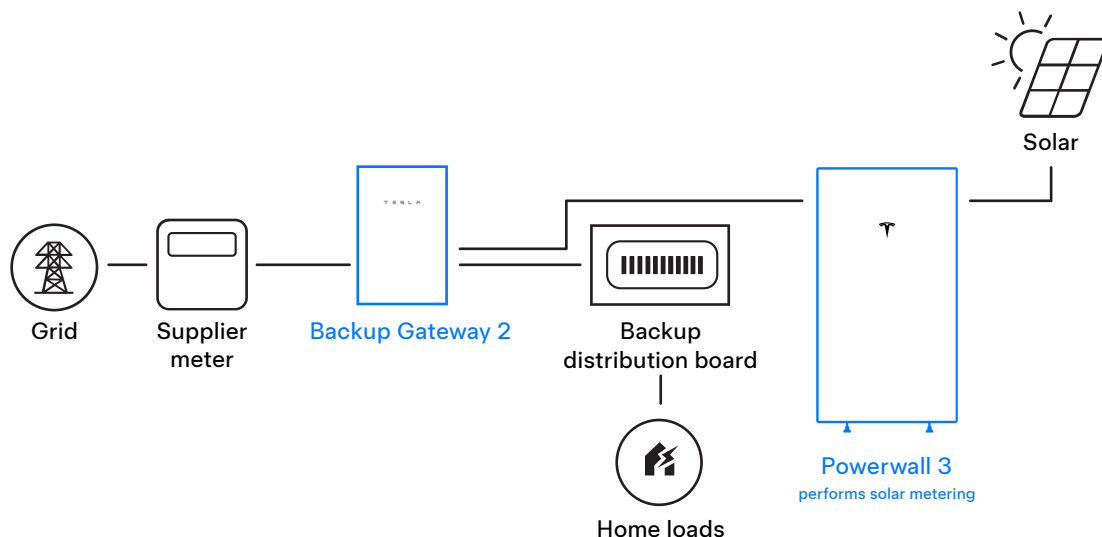 Solar
TESLA
Grid
Supplier
meter
Backup Gateway 2
Backup
distribution board
Powerwall 3
performs solar metering
Home loads